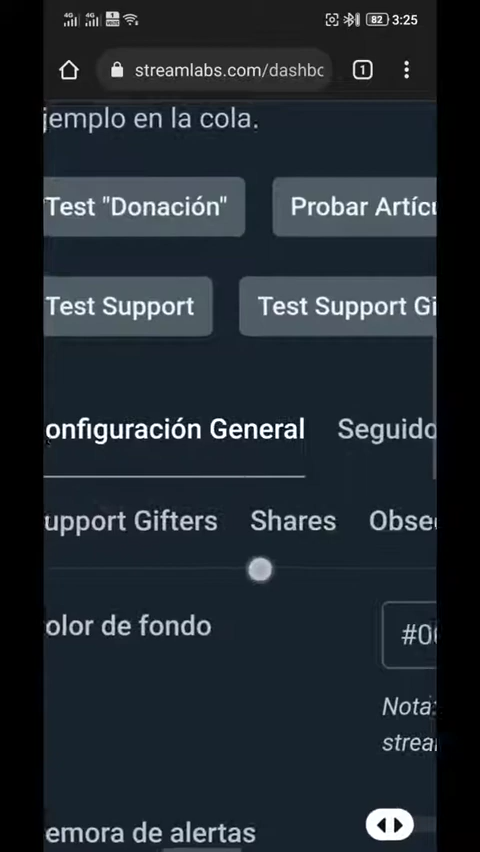 4G 4G
82 3:25
streamlabs.com/dashbo
1
jemplo en la cola.
Test "Donación" Probar Artícu
Test Support Test Support Gi
onfiguración General Seguido
upport Gifters Shares Obse
olor de fondo #0
Nota:
strea
emora de alertas